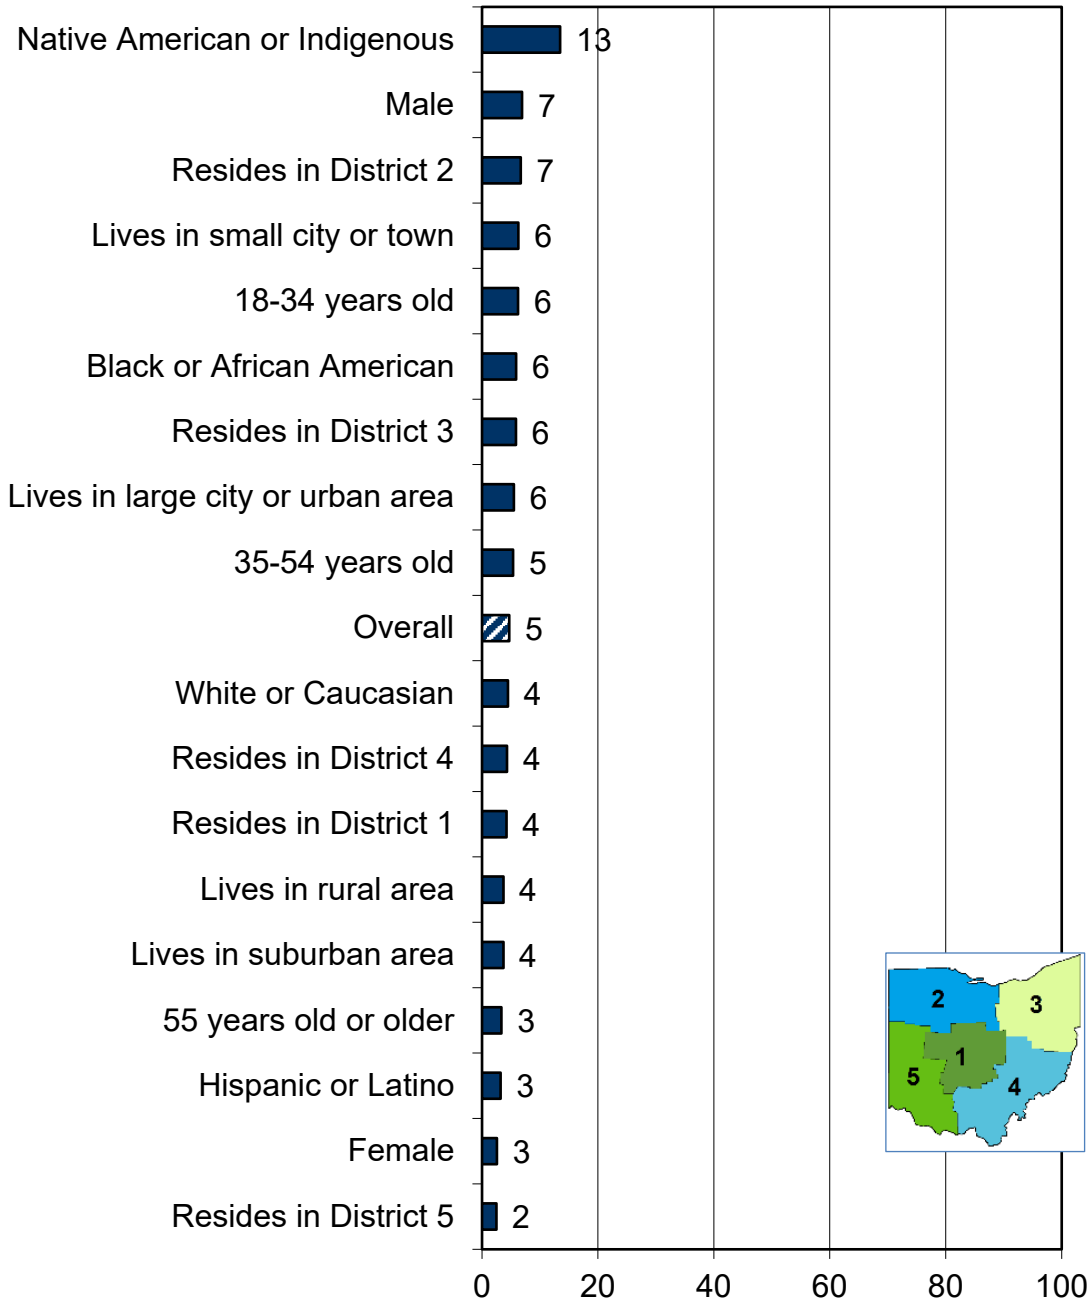 Native American or Indigenous 13
Male 7
Resides in District 2 7
Lives in small city or town 6
18-34 years old 6
Black or African American 6
Resides in District 3 6
Lives in large city or urban area 6
35-54 years old 5
Overall 5
White or Caucasian 4
Resides in District 4 4
Resides in District 1 4
Lives in rural area 4
Lives in suburban area 4
55 years old or older 3
Hispanic or Latino 3
Female 3
Resides in District 5 2
2
3
1
5
4
0 20 40 60 80 100